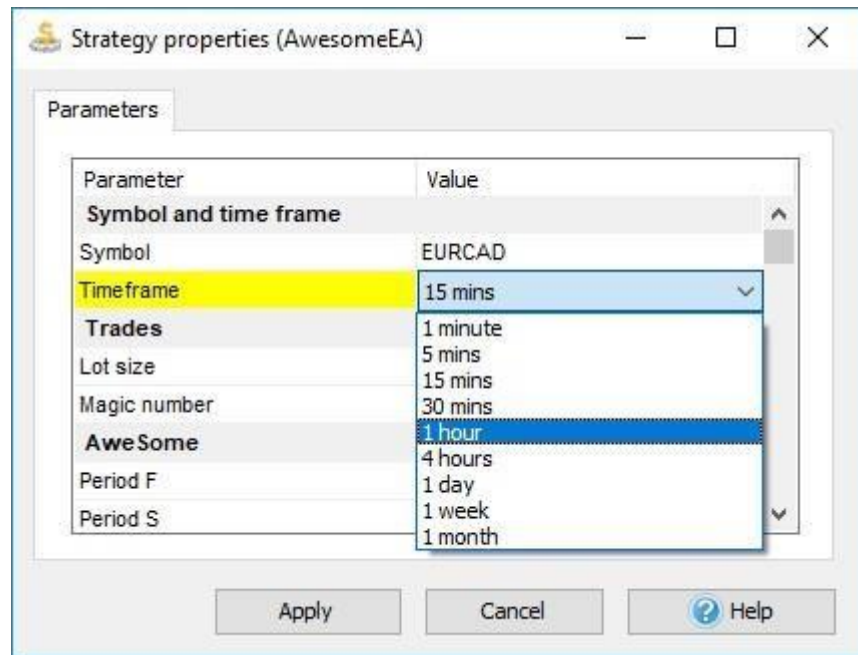 Strategy properties (AwesomeEA)
Parameters
Parameter Value
Symbol and time frame
Symbol EURCAD
Timeframe 15 mins
Trades 1 minute
5 mins
Lot size 15 mins
Magic number 30 mins
1 hour
AweSome 4 hours
Period F 1 day
Period S 1 week
1 month
Apply Cancel Help